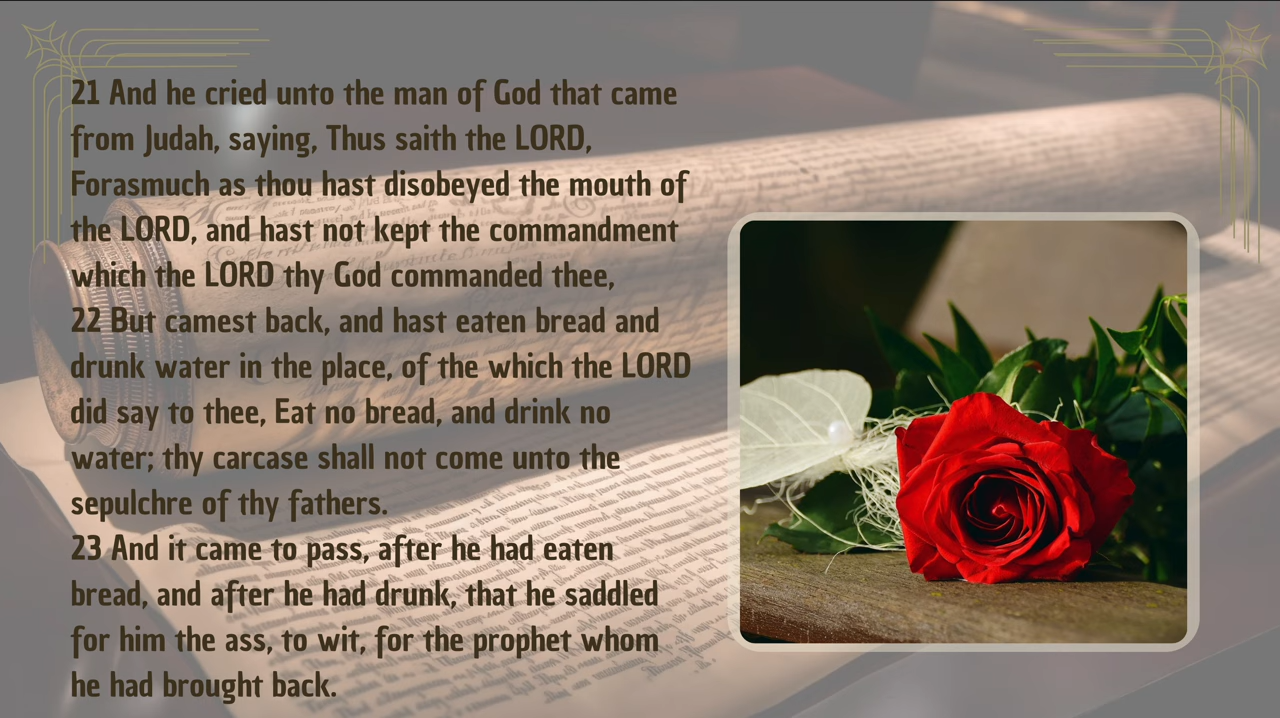 21 And he cried unto the man of God that came
from Judah, saying, Thus saith the LORD,
Forasmuch as thou hast disobeyed the mouth of
the LORD, and hast not kept the commandment
which the LORD thy God commanded thee,
22 But camest back, and hast eaten bread and
drunk water in the place, of the which the LORD
did say to thee, Eat no bread, and drink no
water; thy carcase shall not come unto the
sepulchre of thy fathers.
23 And it came to pass, after he had eaten
bread, and after he had drunk, that he saddled
for him the ass, to wit, for the prophet whom
he had brought back.